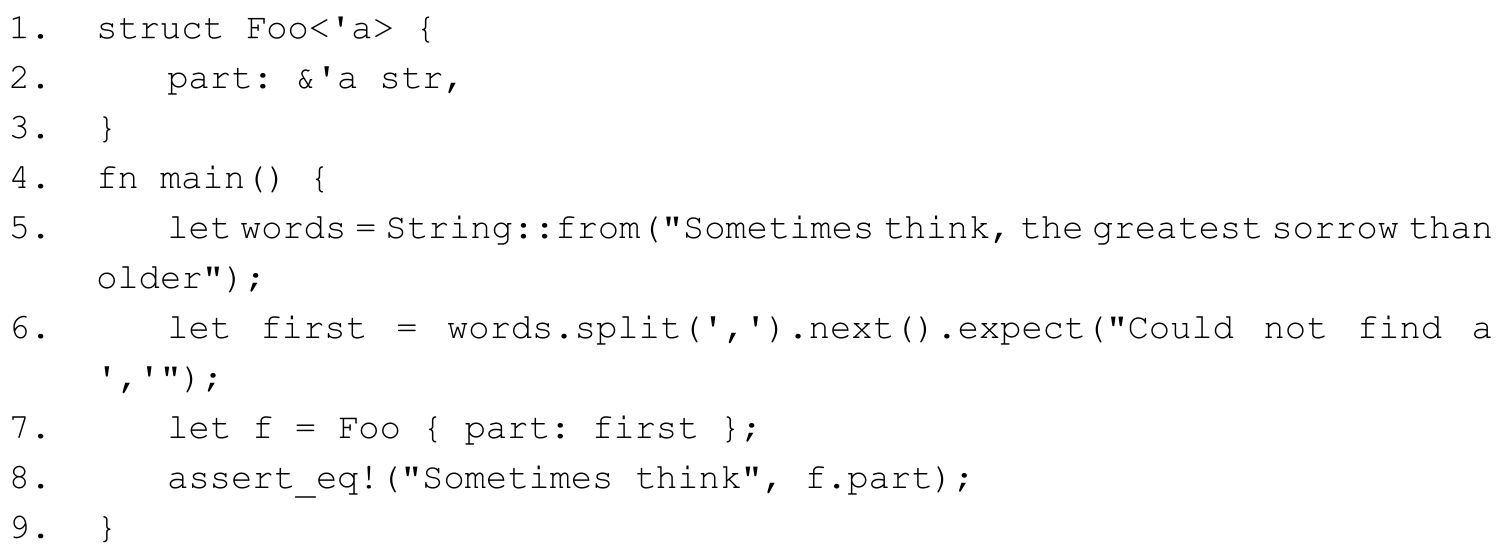 1. struct Foo<'a> {
2. part: &'a str,
3. }
4. fn main() {
5. let words = String::from("Sometimes think, the greatest sorrow than
older");
6. let first = words.split(',').next().expect("Could not find a
','");
7. let f = Foo { part: first };
8. assert_eq!("Sometimes think", f.part);
9. }